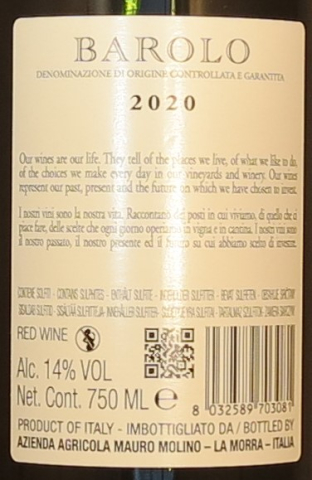 BAROLO
DENOMINAZIONE DI ORIGINE CONTROLLATA E GARANTITA
2020
Our wines are our life. They tell of the places we live, of what we like to do,
of the choices we make every day in our vineyards and winery. Our wines
represent our past, present and the future on which we have chosen to invest.
I nostri vini sono la nostra vita. Raccontano dei posti in cui viviamo, di quello che ci
piace fare, delle scelte che ogni giorno operiamo in vigna e in cantina. I nostri vini sono
il nostro passato, il nostro presente ed il futuro su cui abbiamo scelto di investire.
CONTIENE SOLFITI - CONTAINS SULPHITES - ENTHÄLT SULFITE -
RED WINE
Alc. 14% VOL
Net. Cont. 750 ML e
8 032589 703081
PRODUCT OF ITALY - IMBOTTIGLIATO DA / BOTTLED BY
AZIENDA AGRICOLA MAURO MOLINO – LA MORRA – ITALIA